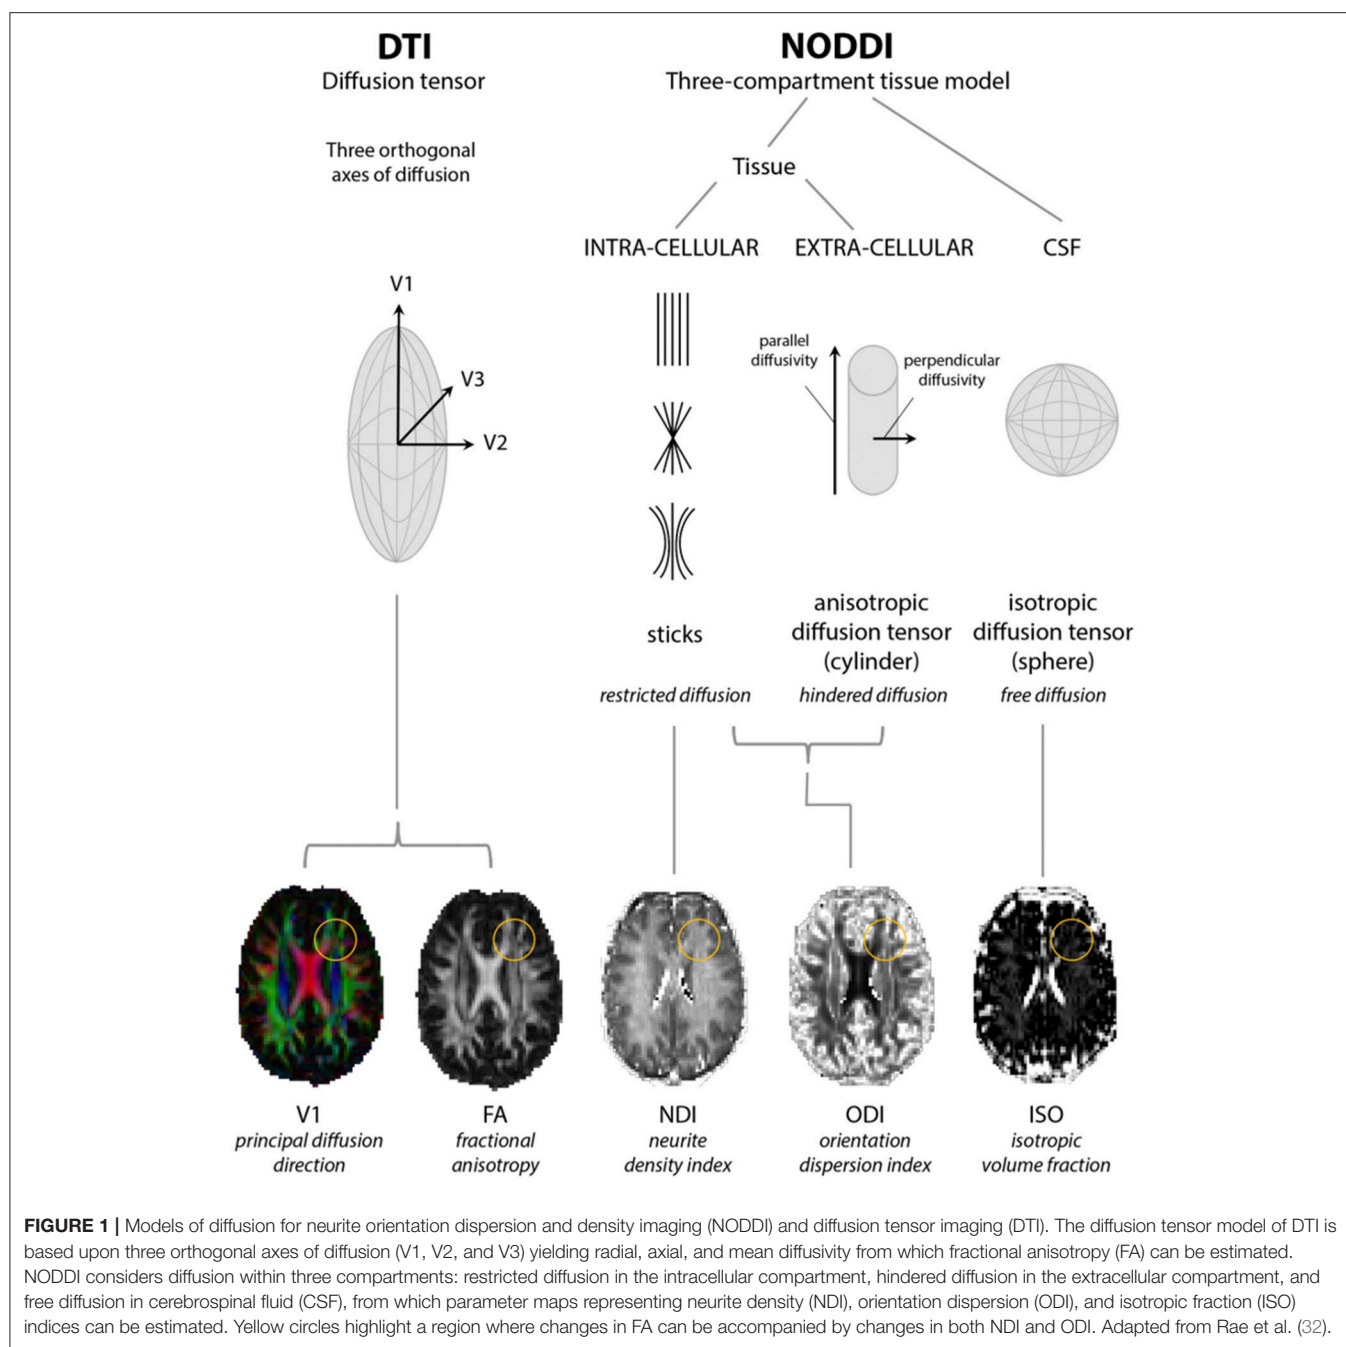 DTI
Diffusion tensor
Three orthogonal
axes of diffusion
V1
V3
V2
NODDI
Three-compartment tissue model
Tissue
INTRA-CELLULAR
EXTRA-CELLULAR
CSF
parallel
diffusivity
perpendicular
diffusivity
sticks
restricted diffusion
anisotropic
diffusion tensor
(cylinder)
hindered diffusion
isotropic
diffusion tensor
(sphere)
free diffusion
V1
principal diffusion
direction
FA
fractional
anisotropy
NDI
neurite
density index
ODI
orientation
dispersion index
ISO
isotropic
volume fraction
FIGURE 1 | Models of diffusion for neurite orientation dispersion and density imaging (NODDI) and diffusion tensor imaging (DTI). The diffusion tensor model of DTI is
based upon three orthogonal axes of diffusion (V1, V2, and V3) yielding radial, axial, and mean diffusivity from which fractional anisotropy (FA) can be estimated.
NODDI considers diffusion within three compartments: restricted diffusion in the intracellular compartment, hindered diffusion in the extracellular compartment, and
free diffusion in cerebrospinal fluid (CSF), from which parameter maps representing neurite density (NDI), orientation dispersion (ODI), and isotropic fraction (ISO)
indices can be estimated. Yellow circles highlight a region where changes in FA can be accompanied by changes in both NDI and ODI. Adapted from Rae et al. (32).